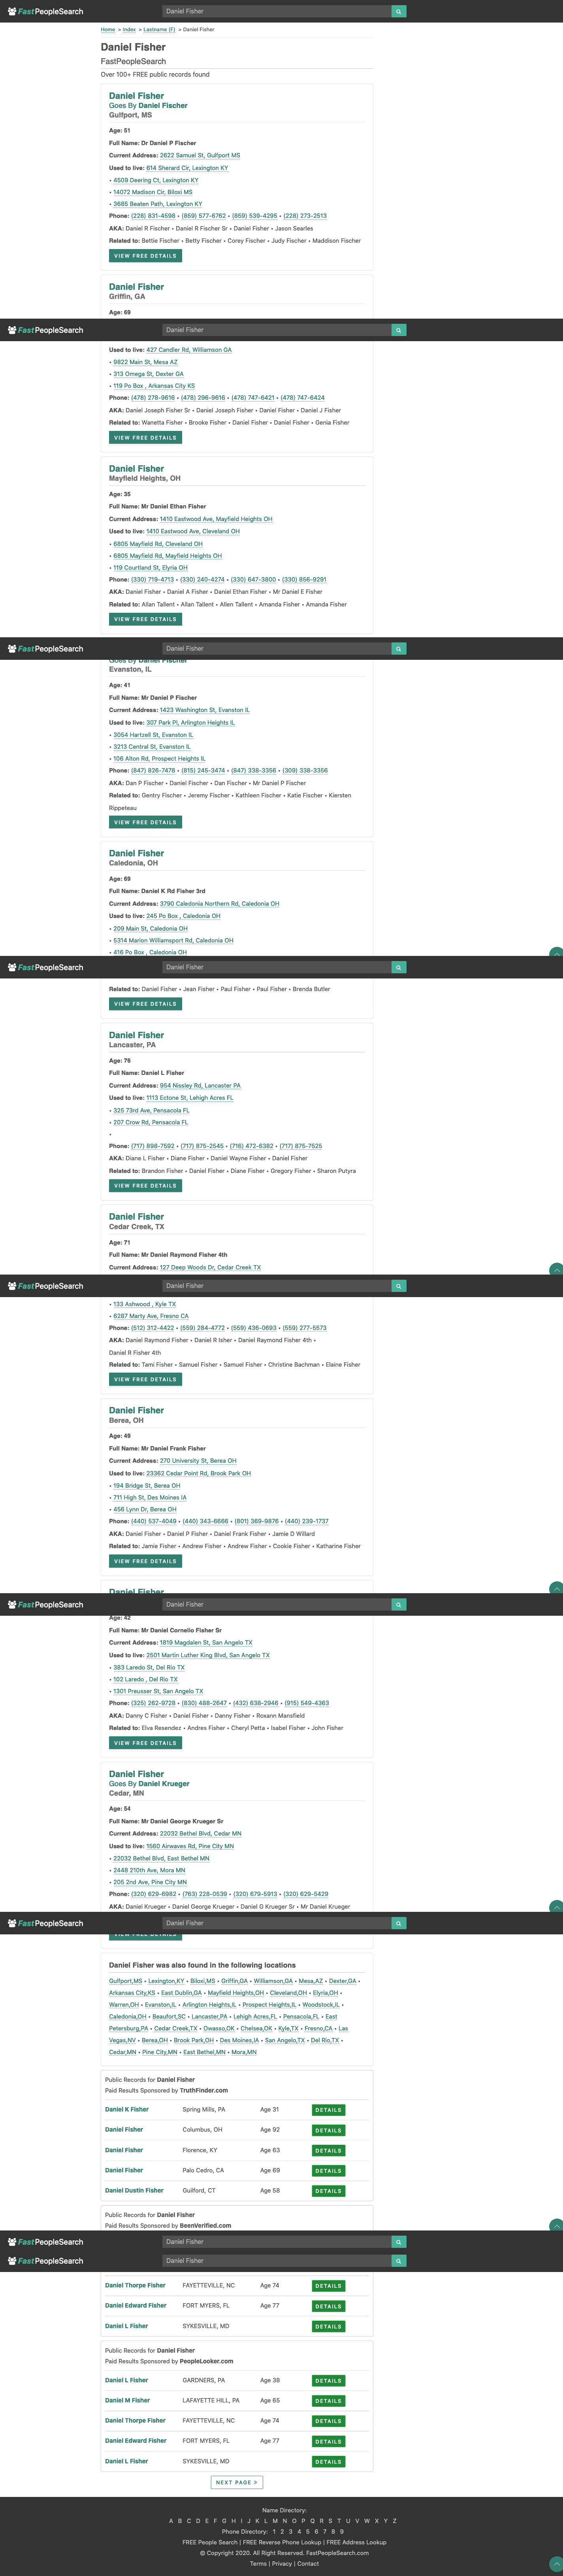 FastPeopleSearch
Daniel Fisher
Home » Index » Lastname (F) » Daniel Fisher
Daniel Fisher
FastPeopleSearch
Over 100+ FREE public records found
Daniel Fisher
Goes By Daniel Fischer
Gulfport, MS
Age: 51
Full Name: Dr Daniel P Fischer
Current Address: 2622 Samuel St, Gulfport MS
Used to live: 614 Sherard Cir, Lexington KY
• 4509 Deering Ct, Lexington KY
• 14072 Madison Cir, Biloxi MS
• 3685 Beaten Path, Lexington KY
Phone: (228) 831-4596 • (859) 577-6762 • (859) 539-4295 • (228) 273-2513
AKA: Daniel R Fischer • Daniel R Fischer Sr • Daniel Fisher • Jason Searles
Related to: Bettie Fischer • Betty Fischer • Corey Fischer • Judy Fischer • Maddison Fischer
VIEW FREE DETAILS
Daniel Fisher
Griffin, GA
Age: 69
FastPeopleSearch
Daniel Fisher
Used to live: 427 Candler Rd, Williamson GA
• 9822 Main St, Mesa AZ
• 313 Omega St, Dexter GA
• 119 Po Box , Arkansas City KS
Phone: (478) 278-9616 • (478) 296-9616 • (478) 747-6421 • (478) 747-6424
AKA: Daniel Joseph Fisher Sr • Daniel Joseph Fisher • Daniel Fisher • Daniel J Fisher
Related to: Wanetta Fisher • Brooke Fisher • Daniel Fisher • Daniel Fisher • Genia Fisher
VIEW FREE DETAILS
Daniel Fisher
Mayfield Heights, OH
Age: 35
Full Name: Mr Daniel Ethan Fisher
Current Address: 1410 Eastwood Ave, Mayfield Heights OH
Used to live: 1410 Eastwood Ave, Cleveland OH
• 6805 Mayfield Rd, Cleveland OH
• 6805 Mayfield Rd, Mayfield Heights OH
• 119 Courtland St, Elyria OH
Phone: (330) 719-4713 • (330) 240-4274 • (330) 647-3800 • (330) 856-9291
AKA: Daniel Fisher • Daniel A Fisher • Daniel Ethan Fisher • Mr Daniel E Fisher
Related to: Allan Tallent • Allan Tallent • Allen Tallent • Amanda Fisher • Amanda Fisher
VIEW FREE DETAILS
FastPeopleSearch
Daniel Fisher
Goes By Daniel Fischer
Evanston, IL
Age: 41
Full Name: Mr Daniel P Fischer
Current Address: 1423 Washington St, Evanston IL
Used to live: 307 Park Pl, Arlington Heights IL
• 3054 Hartzell St, Evanston IL
• 3213 Central St, Evanston IL
• 106 Alton Rd, Prospect Heights IL
Phone: (847) 826-7476 • (815) 245-3474 • (847) 338-3356 • (309) 338-3356
AKA: Dan P Fischer • Daniel Fischer • Dan Fischer • Mr Daniel P Fischer
Related to: Gentry Fischer • Jeremy Fischer • Kathleen Fischer • Katie Fischer • Kiersten
Rippeteau
VIEW FREE DETAILS
Daniel Fisher
Caledonia, OH
Age: 69
Full Name: Daniel K Rd Fisher 3rd
Current Address: 3790 Caledonia Northern Rd, Caledonia OH
Used to live: 245 Po Box , Caledonia OH
• 209 Main St, Caledonia OH
• 5314 Marion Williamsport Rd, Caledonia OH
• 416 Po Box , Caledonia OH
FastPeopleSearch
Daniel Fisher
Related to: Daniel Fisher • Jean Fisher • Paul Fisher • Paul Fisher • Brenda Butler
VIEW FREE DETAILS
Daniel Fisher
Lancaster, PA
Age: 76
Full Name: Daniel L Fisher
Current Address: 954 Nissley Rd, Lancaster PA
Used to live: 1113 Ectone St, Lehigh Acres FL
• 325 73rd Ave, Pensacola FL
• 207 Crow Rd, Pensacola FL
•
Phone: (717) 898-7592 • (717) 875-2545 • (716) 472-6382 • (717) 875-7525
AKA: Diane L Fisher • Diane Fisher • Daniel Wayne Fisher • Daniel Fisher
Related to: Brandon Fisher • Daniel Fisher • Diane Fisher • Gregory Fisher • Sharon Putyra
VIEW FREE DETAILS
Daniel Fisher
Cedar Creek, TX
Age: 71
Full Name: Mr Daniel Raymond Fisher 4th
Current Address: 127 Deep Woods Dr, Cedar Creek TX
FastPeopleSearch
Daniel Fisher
• 133 Ashwood , Kyle TX
• 6267 Marty Ave, Fresno CA
Phone: (512) 312-4422 • (559) 284-4772 • (559) 436-0693 • (559) 277-5573
AKA: Daniel Raymond Fisher • Daniel R Isher • Daniel Raymond Fisher 4th •
Daniel R Fisher 4th
Related to: Tami Fisher • Samuel Fisher • Samuel Fisher • Christine Bachman • Elaine Fisher
VIEW FREE DETAILS
Daniel Fisher
Berea, OH
Age: 49
Full Name: Mr Daniel Frank Fisher
Current Address: 270 University St, Berea OH
Used to live: 23362 Cedar Point Rd, Brook Park OH
• 194 Bridge St, Berea OH
• 711 High St, Des Moines IA
• 456 Lynn Dr, Berea OH
Phone: (440) 537-4049 • (440) 343-6666 • (801) 369-9876 • (440) 239-1737
AKA: Daniel Fisher • Daniel P Fisher • Daniel Frank Fisher • Jamie D Willard
Related to: Jamie Fisher • Andrew Fisher • Andrew Fisher • Cookie Fisher • Katharine Fisher
VIEW FREE DETAILS
Daniel Fisher
FastPeopleSearch
Daniel Fisher
Age: 42
Full Name: Mr Daniel Cornelio Fisher Sr
Current Address: 1819 Magdalen St, San Angelo TX
Used to live: 2501 Martin Luther King Blvd, San Angelo TX
• 383 Laredo St, Del Rio TX
• 102 Laredo , Del Rio TX
• 1301 Preusser St, San Angelo TX
Phone: (325) 262-9728 • (830) 488-2647 • (432) 638-2946 • (915) 549-4363
AKA: Danny C Fisher • Daniel Fisher • Danny Fisher • Roxann Mansfield
Related to: Elva Resendez • Andres Fisher • Cheryl Petta • Isabel Fisher • John Fisher
VIEW FREE DETAILS
Daniel Fisher
Goes By Daniel Krueger
Cedar, MN
Age: 54
Full Name: Mr Daniel George Krueger Sr
Current Address: 22032 Bethel Blvd, Cedar MN
Used to live: 1560 Airwaves Rd, Pine City MN
• 22032 Bethel Blvd, East Bethel MN
• 2448 210th Ave, Mora MN
• 205 2nd Ave, Pine City MN
Phone: (320) 629-6982 • (763) 228-0539 • (320) 679-5913 • (320) 629-5429
AKA: Daniel Krueger • Daniel George Krueger • Daniel G Krueger Sr • Mr Daniel Krueger
FastPeopleSearch
Daniel Fisher
VIEW FREE DETAILS
Daniel Fisher was also found in the following locations
Gulfport,MS • Lexington,KY • Biloxi,MS • Griffin,GA • Williamson,GA • Mesa,AZ • Dexter,GA •
Arkansas City,KS • East Dublin,GA • Mayfield Heights,OH • Cleveland,OH • Elyria,OH •
Warren,OH • Evanston,IL • Arlington Heights,IL • Prospect Heights,IL • Woodstock,IL •
Caledonia,OH • Beaufort,SC • Lancaster,PA • Lehigh Acres,FL • Pensacola,FL • East
Petersburg,PA • Cedar Creek,TX • Owasso,OK • Chelsea,OK • Kyle,TX • Fresno,CA • Las
Vegas,NV • Berea,OH • Brook Park,OH • Des Moines,IA • San Angelo,TX • Del Rio,TX •
Cedar,MN • Pine City,MN • East Bethel,MN • Mora,MN
Public Records for Daniel Fisher
Paid Results Sponsored by TruthFinder.com
Daniel K Fisher Spring Mills, PA Age 31 DETAILS
Daniel Fisher Columbus, OH Age 92 DETAILS
Daniel Fisher Florence, KY Age 63 DETAILS
Daniel Fisher Palo Cedro, CA Age 69 DETAILS
Daniel Dustin Fisher Guilford, CT Age 58 DETAILS
Public Records for Daniel Fisher
Paid Results Sponsored by BeenVerified.com
FastPeopleSearch
Daniel Fisher
FastPeopleSearch
Daniel Fisher
Daniel Thorpe Fisher FAYETTEVILLE, NC Age 74 DETAILS
Daniel Edward Fisher FORT MYERS, FL Age 77 DETAILS
Daniel L Fisher SYKESVILLE, MD DETAILS
Public Records for Daniel Fisher
Paid Results Sponsored by PeopleLooker.com
Daniel L Fisher GARDNERS, PA Age 38 DETAILS
Daniel M Fisher LAFAYETTE HILL, PA Age 65 DETAILS
Daniel Thorpe Fisher FAYETTEVILLE, NC Age 74 DETAILS
Daniel Edward Fisher FORT MYERS, FL Age 77 DETAILS
Daniel L Fisher SYKESVILLE, MD DETAILS
NEXT PAGE >
Name Directory:
A B C D E F G H I J K L M N O P Q R S T U V W X Y Z
Phone Directory: 1 2 3 4 5 6 7 8 9
FREE People Search | FREE Reverse Phone Lookup | FREE Address Lookup
© Copyright 2020. All Right Reserved. FastPeopleSearch.com
Terms | Privacy | Contact